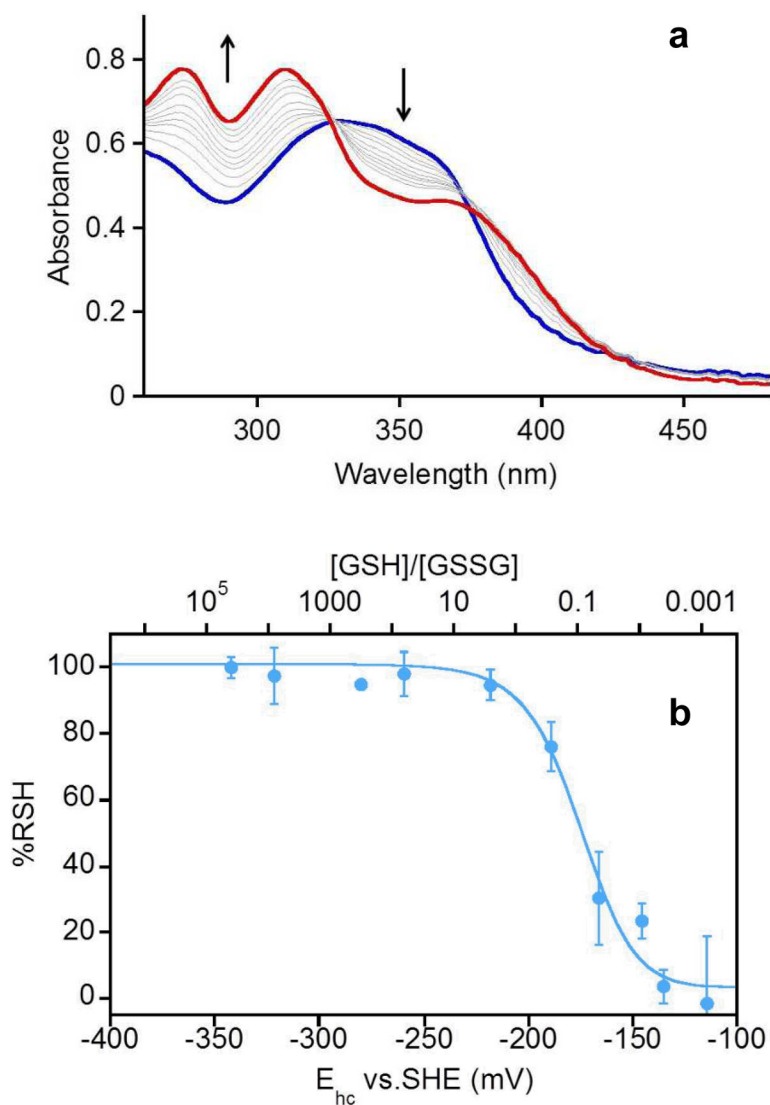 a
0.8
0.6
0.4
0.2
0
Absorbance
300 350 400 450
Wavelength (nm)
[GSH]/[GSSG]
10⁵ 1000 10 0.1 0.001
b
100
80
60
40
20
0
%RSH
-400 -350 -300 -250 -200 -150 -100
E_hc vs.SHE (mV)